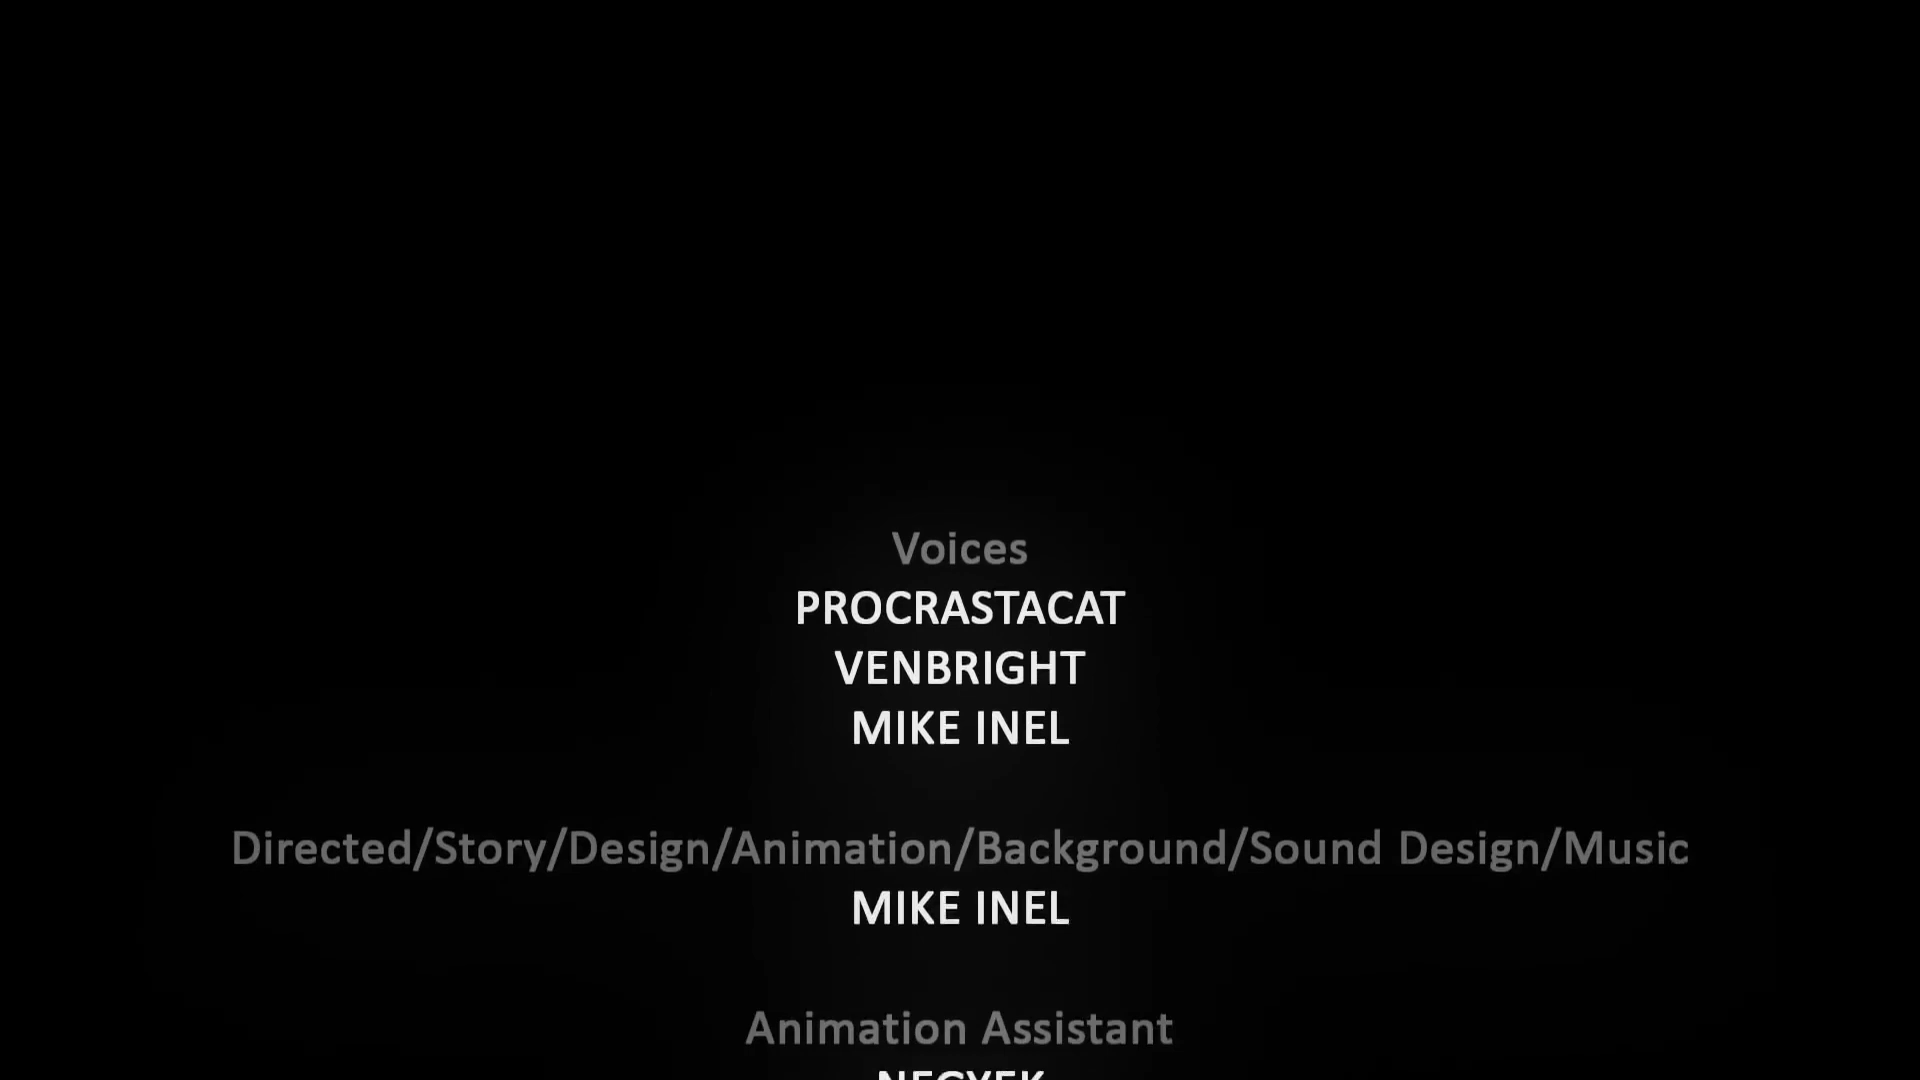 Voices
PROCRASTACAT
VENBRIGHT
MIKE INEL
Directed/Story/Design/Animation/Background/Sound Design/Music
MIKE INEL
Animation Assistant